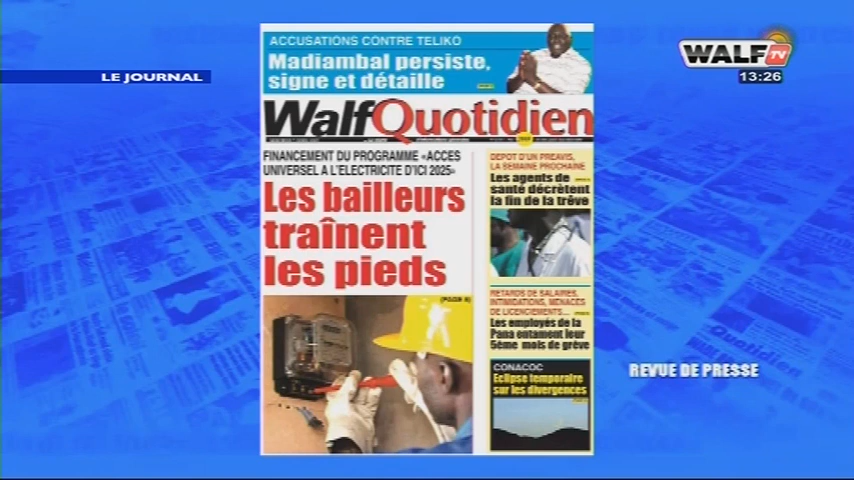 LE JOURNAL
WALF TV
13:26
ACCUSATIONS CONTRE TELIKO
Madiambal persiste,
signe et détaille
WalfQuotidien
FINANCEMENT DU PROGRAMME «ACCES
UNIVERSEL A L'ELECTRICITE D'ICI 2025»
Les bailleurs
traînent
les pieds
(PAGE 5)
DEPOT D'UN PREAVIS,
LA SEMAINE PROCHAINE
Les agents de
santé décrètent
la fin de la trêve
RETARDS DE SALAIRES,
INTIMIDATIONS, MENACES
DE LICENCIEMENTS...
Les employés de la
Pana entament leur
5ème mois de grève
CONACOC
Eclipse temporaire
sur les divergences
REVUE DE PRESSE